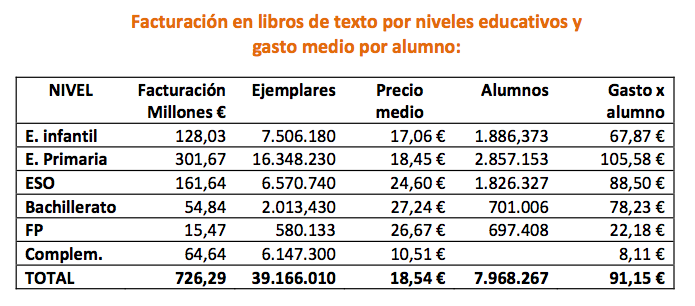 Facturación en libros de texto por niveles educativos y
gasto medio por alumno:
NIVEL Facturación Ejemplares Precio Alumnos Gasto x
Millones € medio alumno
E. infantil 128,03 7.506.180 17,06 € 1.886,373 67,87 €
E. Primaria 301,67 16.348.230 18,45 € 2.857.153 105,58 €
ESO 161,64 6.570.740 24,60 € 1.826.327 88,50 €
Bachillerato 54,84 2.013,430 27,24 € 701.006 78,23 €
FP 15,47 580.133 26,67 € 697.408 22,18 €
Complem. 64,64 6.147.300 10,51 € 8,11 €
TOTAL 726,29 39.166.010 18,54 € 7.968.267 91,15 €